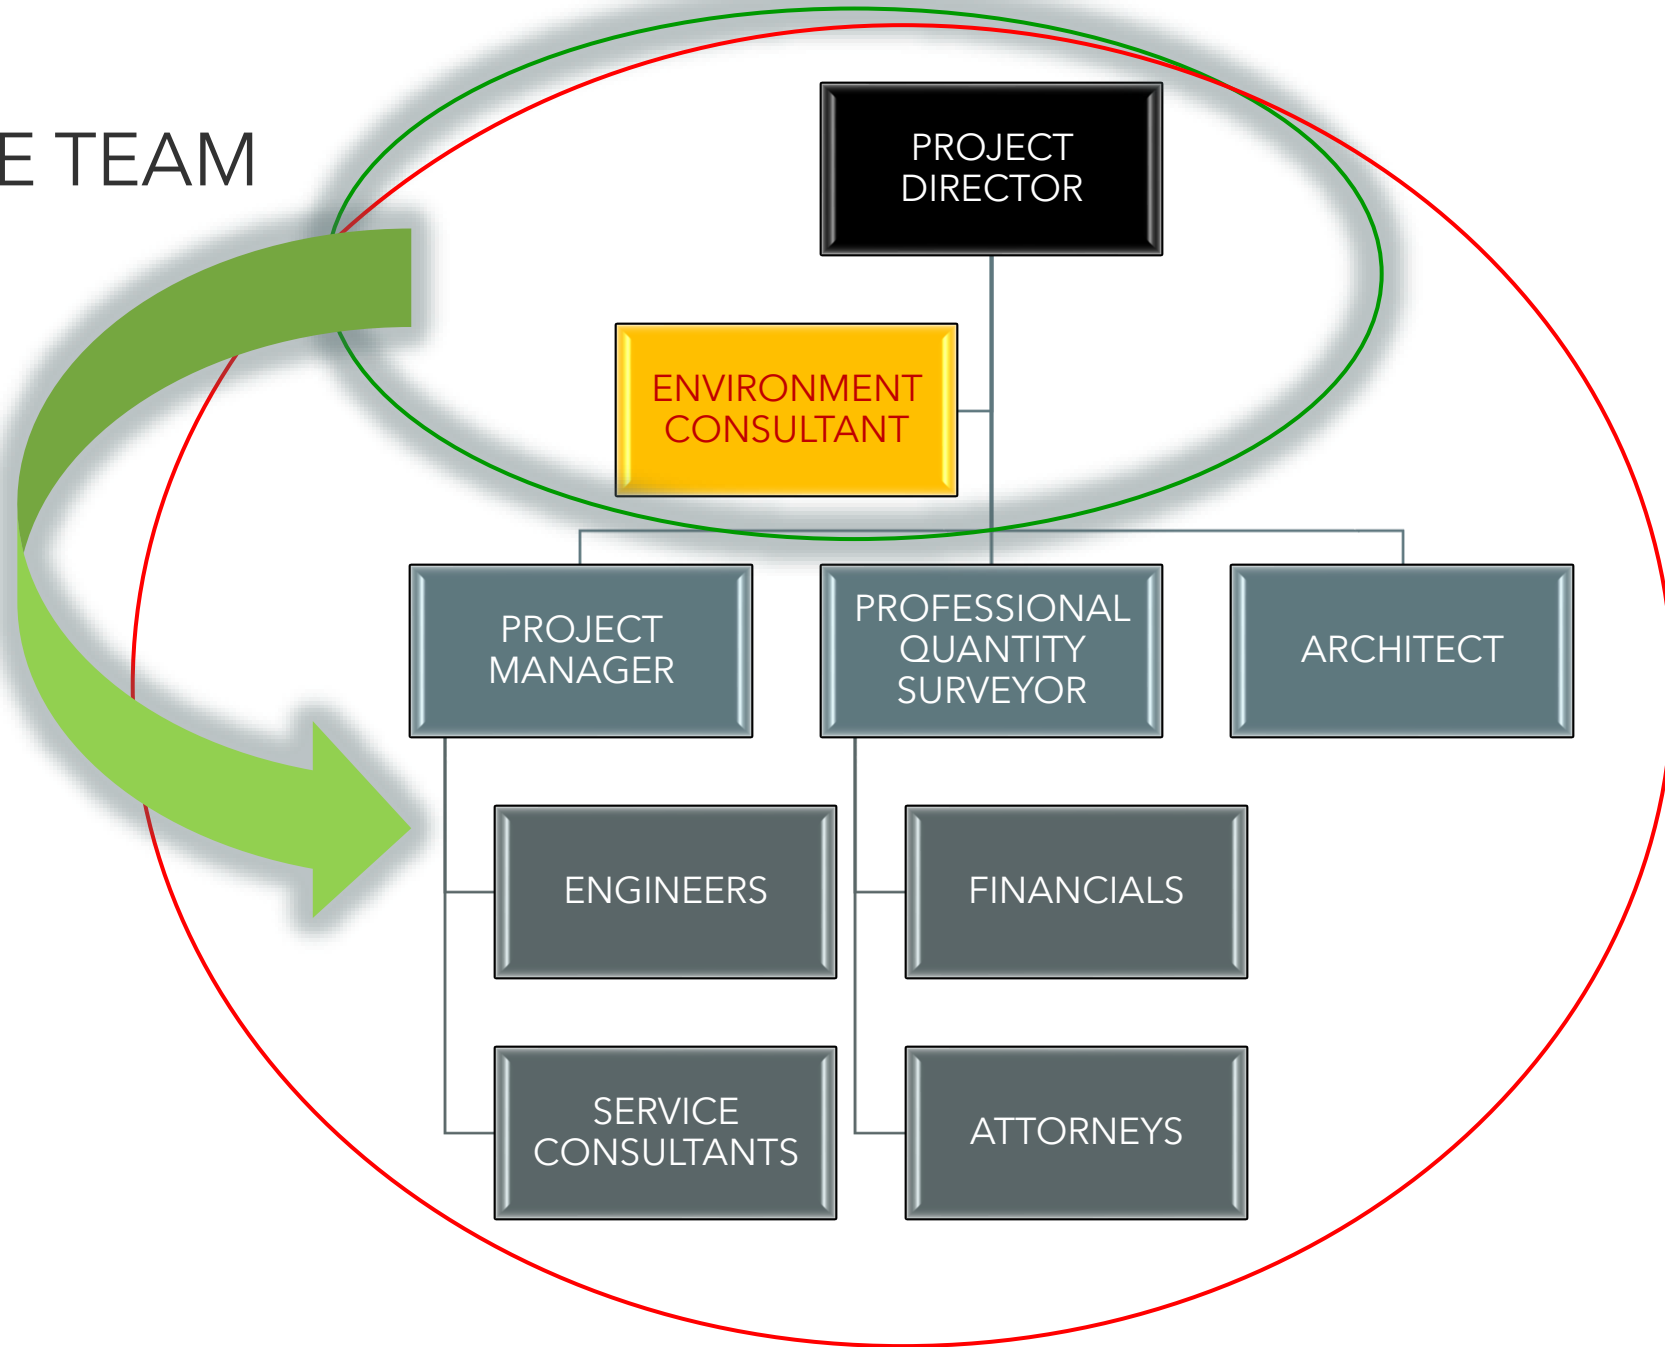 E TEAM
PROJECT
DIRECTOR
ENVIRONMENT
CONSULTANT
PROJECT
MANAGER
PROFESSIONAL
QUANTITY
SURVEYOR
ARCHITECT
ENGINEERS
FINANCIALS
SERVICE
CONSULTANTS
ATTORNEYS